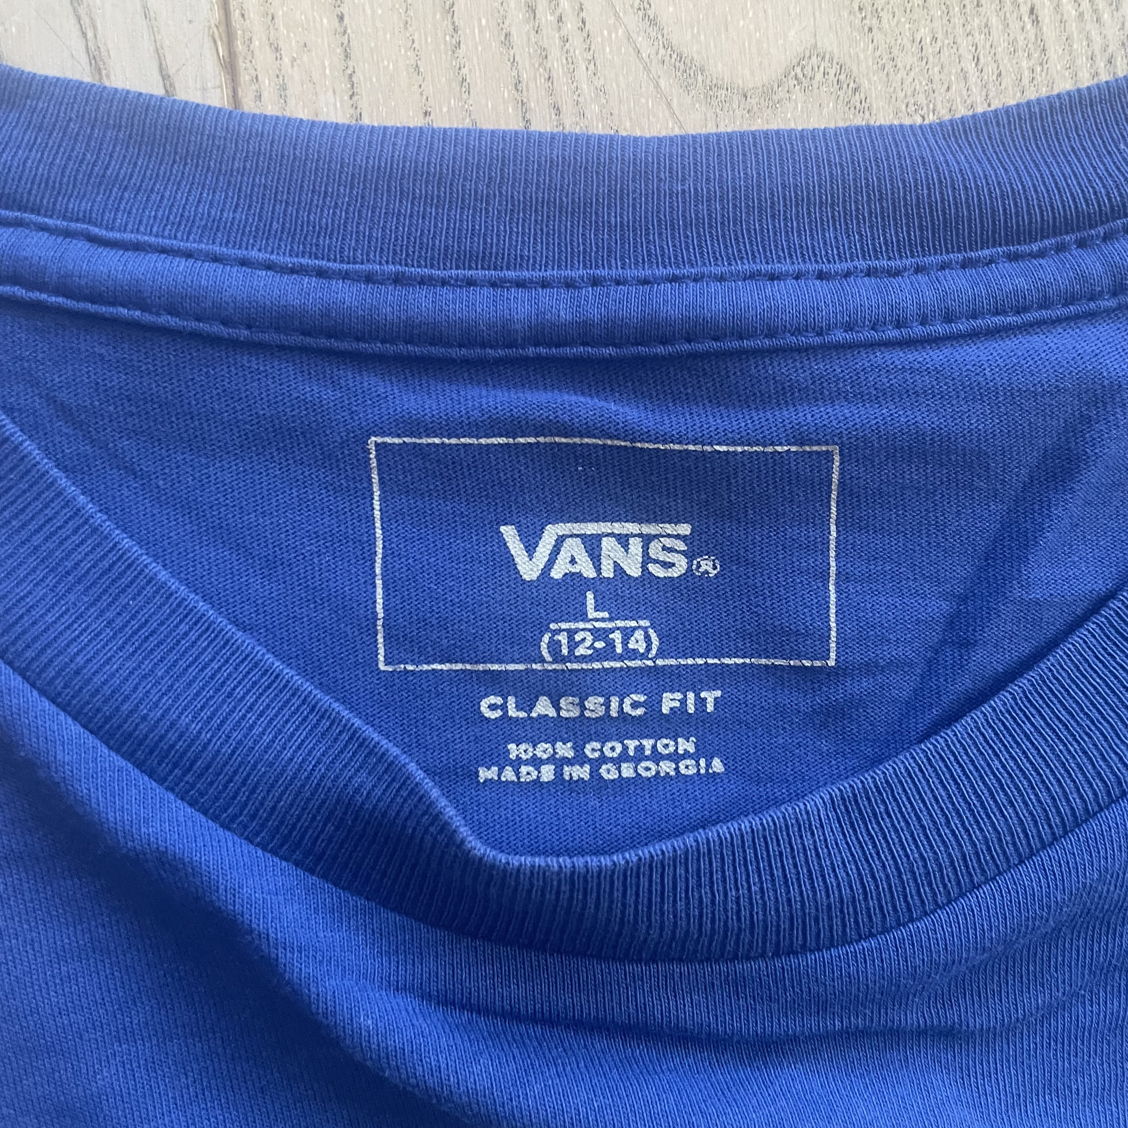 VANS®
L
(12-14)
CLASSIC FIT
100% COTTON
MADE IN GEORGIA